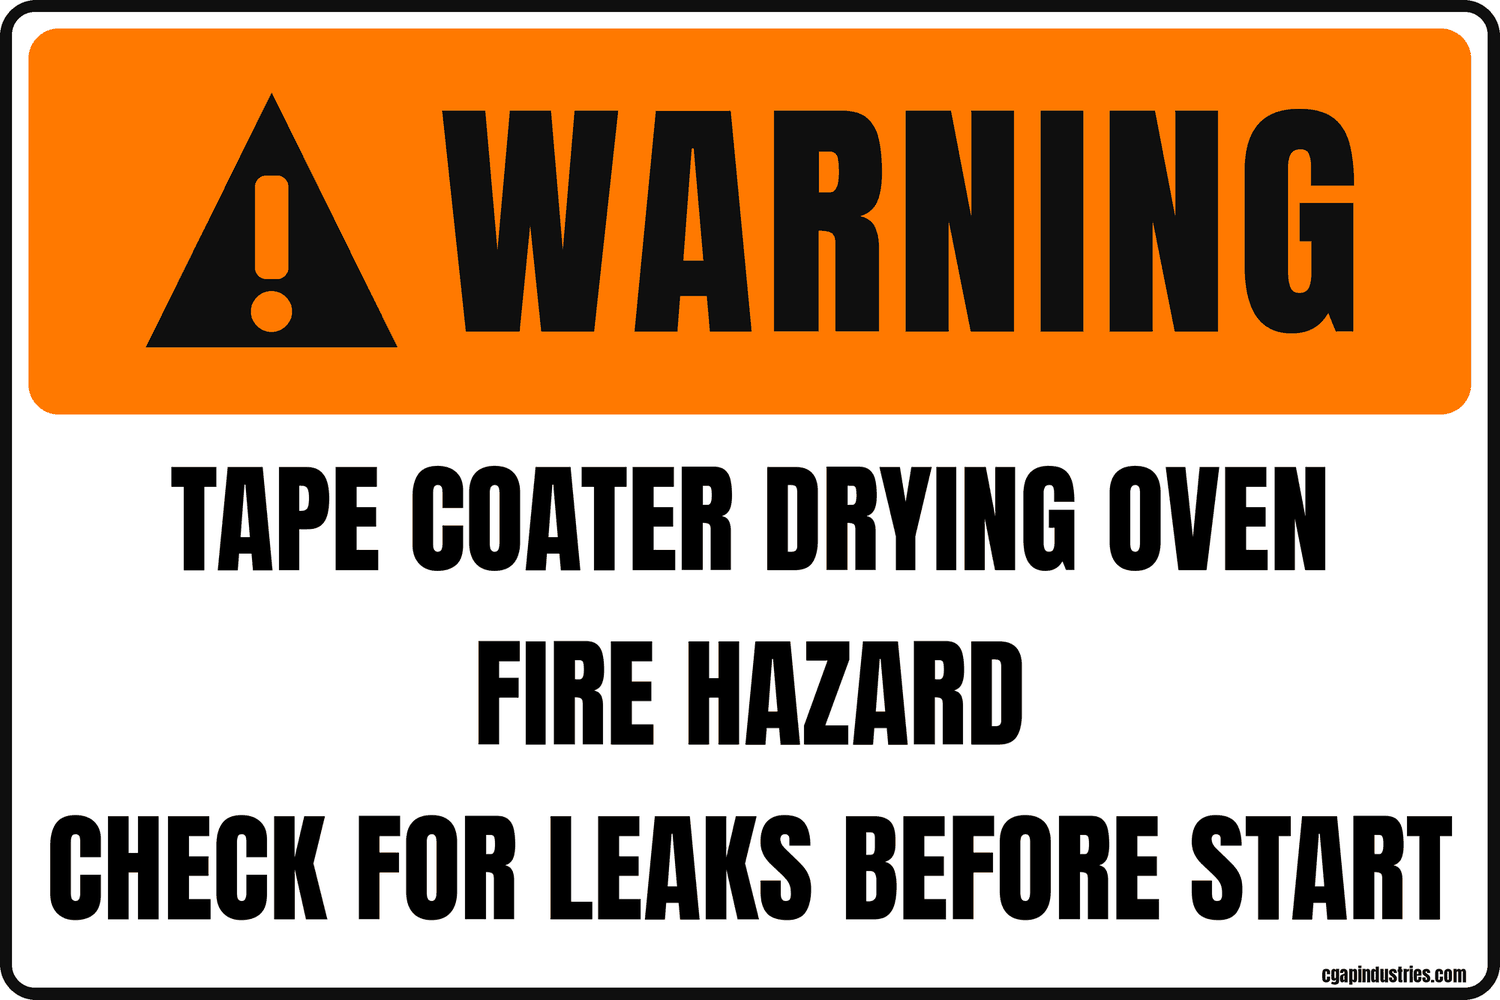 WARNING
TAPE COATER DRYING OVEN
FIRE HAZARD
CHECK FOR LEAKS BEFORE START
cgapindustries.com